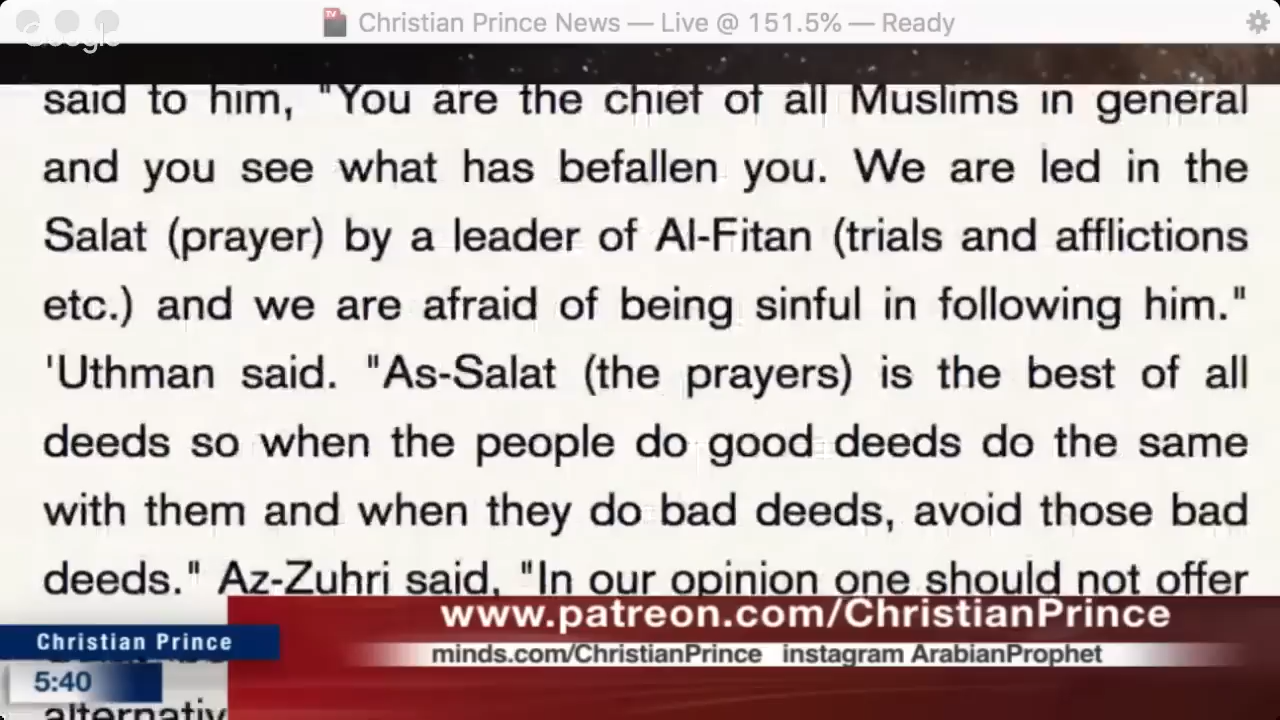 Christian Prince News — Live @ 151.5% — Ready
Google
said to him, "You are the chief of all Muslims in general
and you see what has befallen you. We are led in the
Salat (prayer) by a leader of Al-Fitan (trials and afflictions
etc.) and we are afraid of being sinful in following him."
'Uthman said. "As-Salat (the prayers) is the best of all
deeds so when the people do good deeds do the same
with them and when they do bad deeds, avoid those bad
deeds." Az-Zuhri said, "In our opinion one should not offer
www.patreon.com/ChristianPrince
Christian Prince
minds.com/ChristianPrince instagram ArabianProphet
5:40